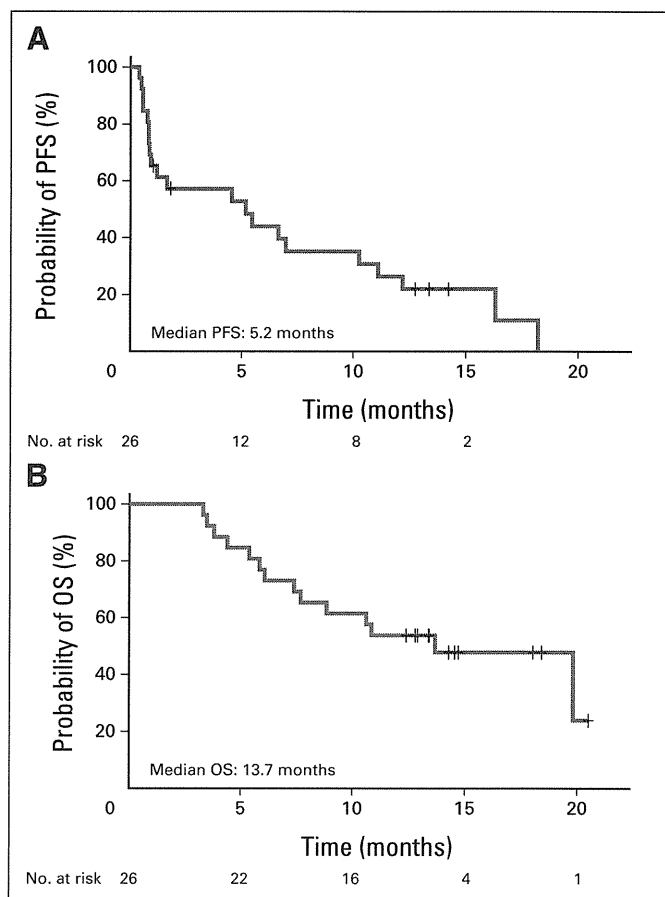 A
100
80
60
40
20
0
5
10
15
20
Probability of PFS (%)
Median PFS: 5.2 months
Time (months)
No. at risk 26 12 8 2
B
100
80
60
40
20
0
5
10
15
20
Probability of OS (%)
Median OS: 13.7 months
Time (months)
No. at risk 26 22 16 4 1